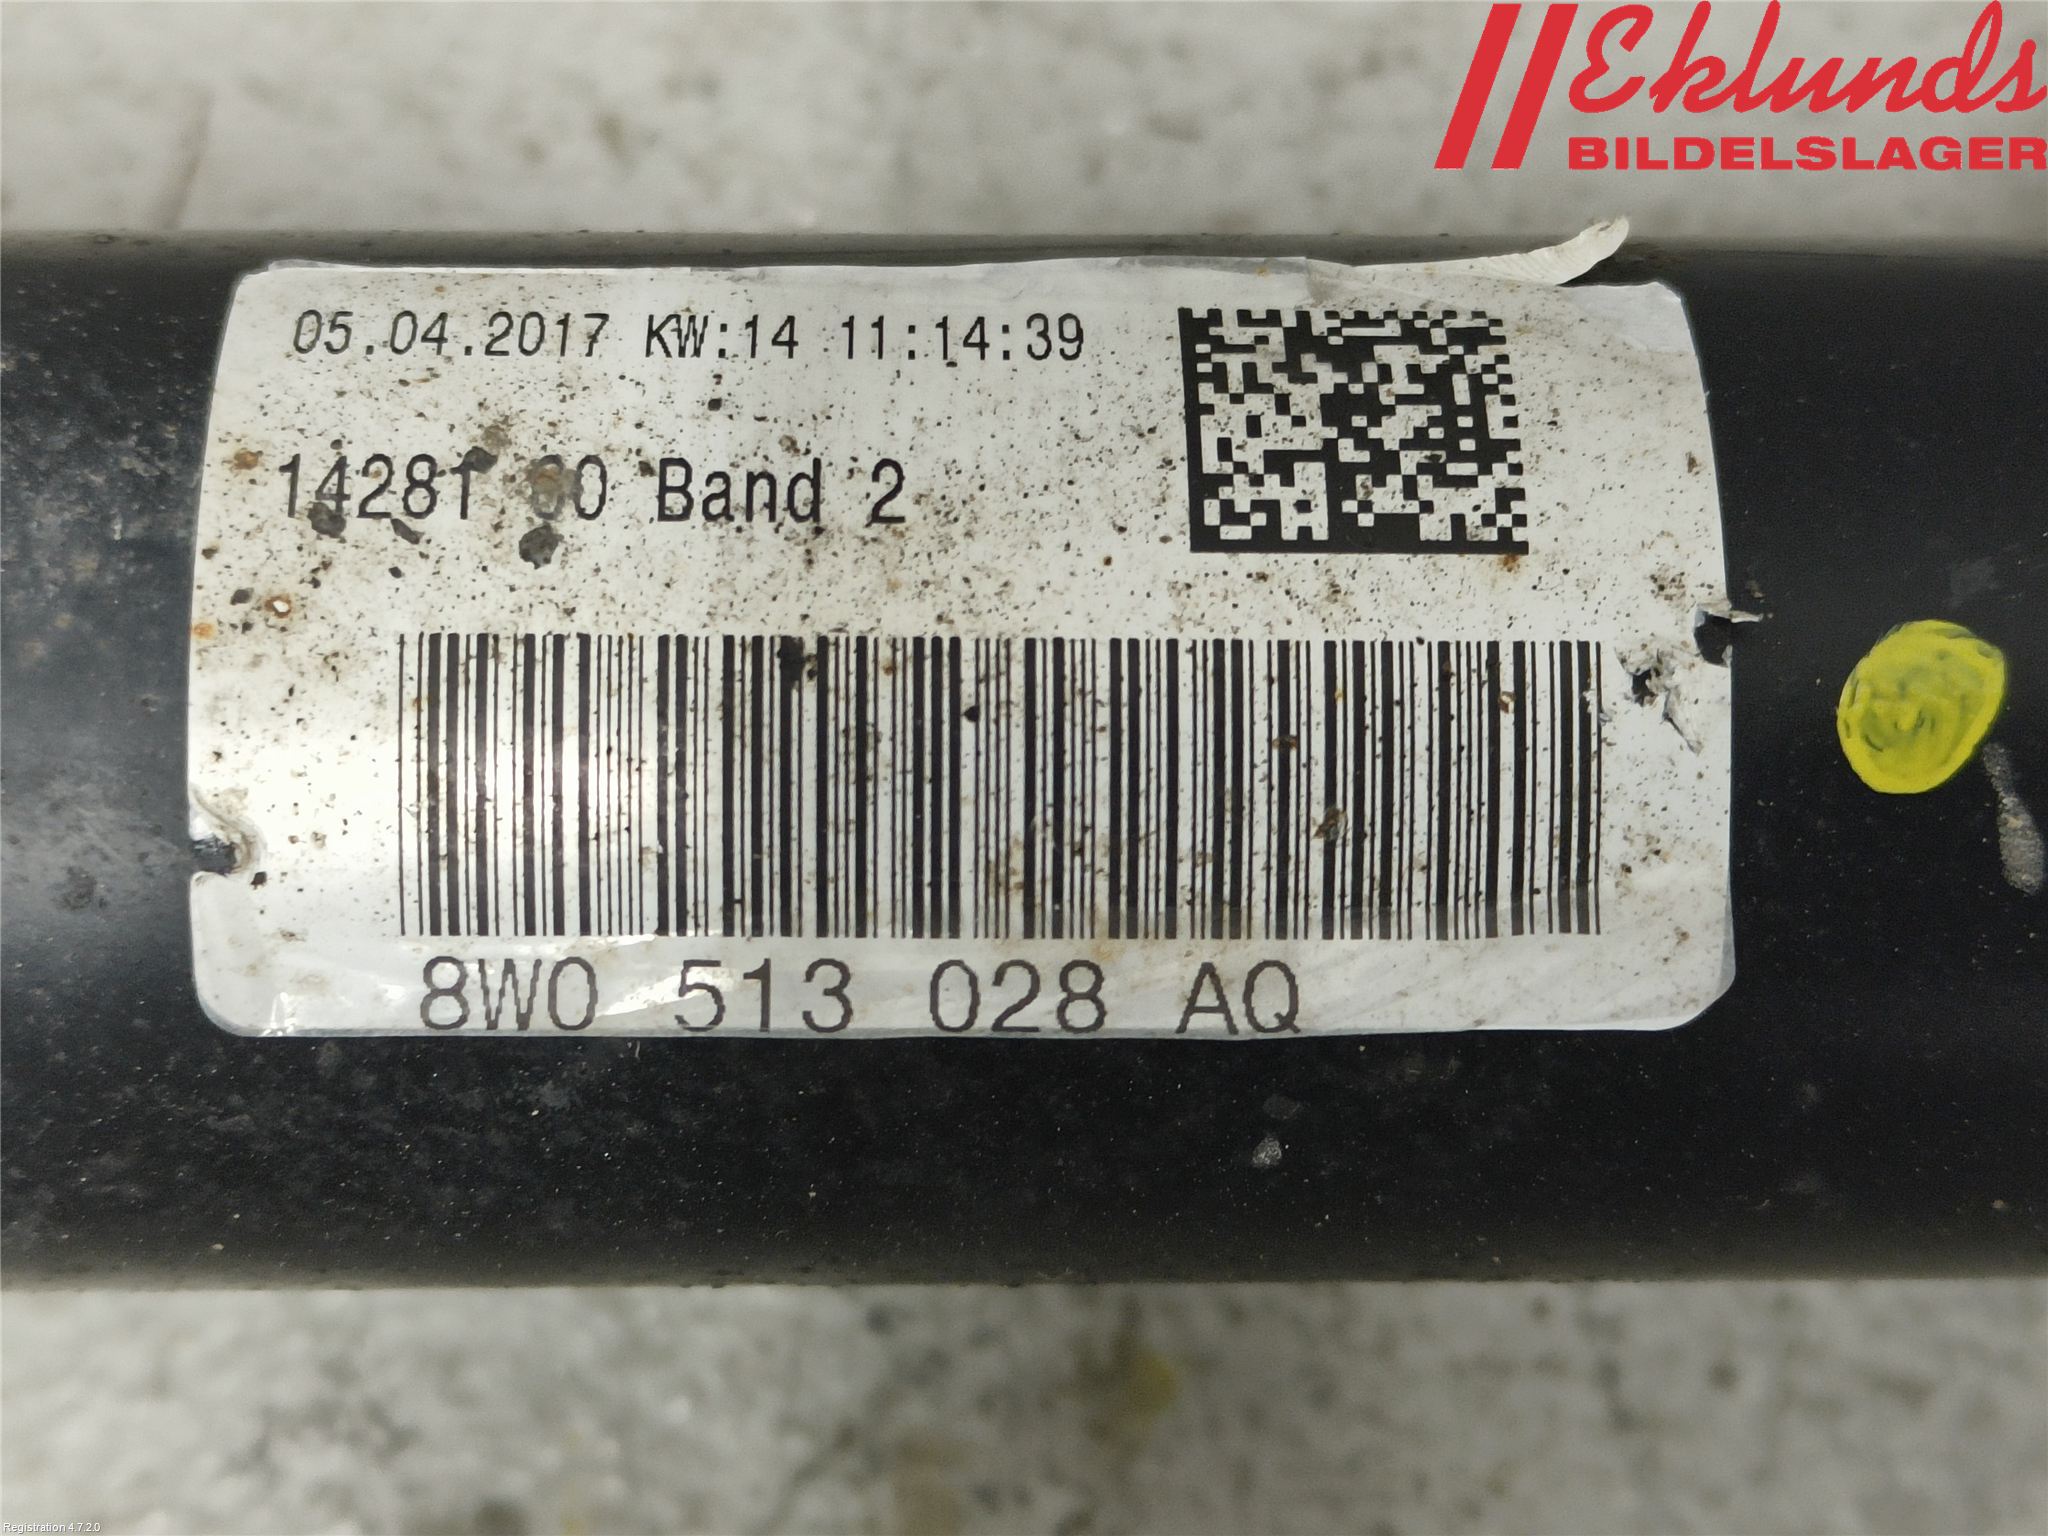 Eklunds
BILDELSLAGER
05.04.2017 KW:14 11:14:39
14281 Band 2
8W0 513 028 AQ
Registration 4.7.2.0